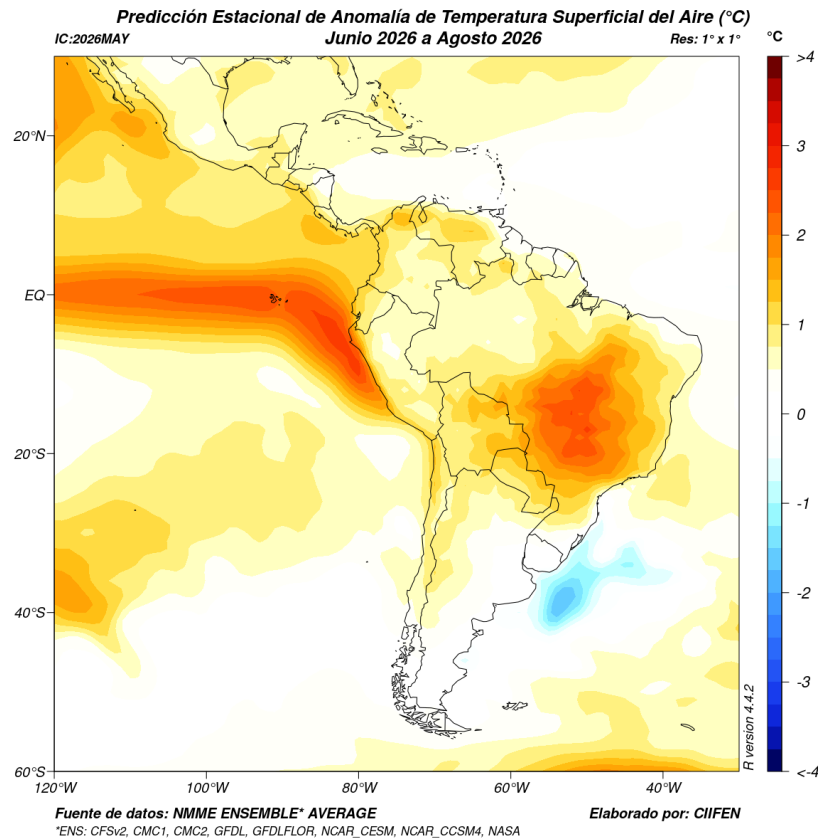 Predicción Estacional de Anomalía de Temperatura Superficial del Aire (°C)
IC:2026MAY
Junio 2026 a Agosto 2026
Res: 1° x 1°
°C
>4
3
2
1
0
-1
-2
-3
<-4
20°N
EQ
20°S
40°S
60°S
120°W
100°W
80°W
60°W
40°W
R version 4.4.2
Fuente de datos: NMME ENSEMBLE* AVERAGE
Elaborado por: CIIFEN
*ENS: CFSv2, CMC1, CMC2, GFDL, GFDLFLOR, NCAR_CESM, NCAR_CCSM4, NASA